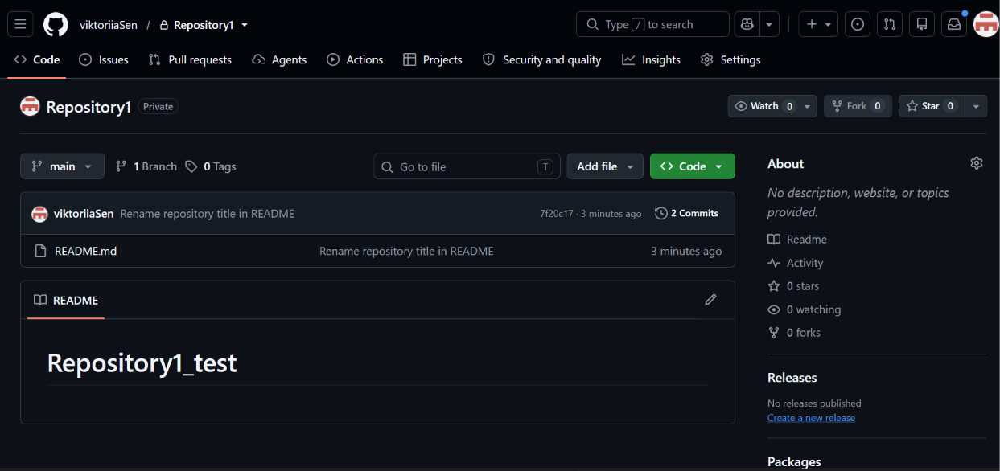 viktoriiaSen / Repository1
Type / to search
Code Issues Pull requests Agents Actions Projects Security and quality Insights Settings
Repository1 Private
Watch 0 Fork 0 Star 0
main 1 Branch 0 Tags Go to file T Add file Code
viktoriiaSen Rename repository title in README 7f20c17 · 3 minutes ago 2 Commits
README.md Rename repository title in README 3 minutes ago
README
Repository1_test
About
No description, website, or topics
provided.
Readme
Activity
0 stars
0 watching
0 forks
Releases
No releases published
Create a new release
Packages